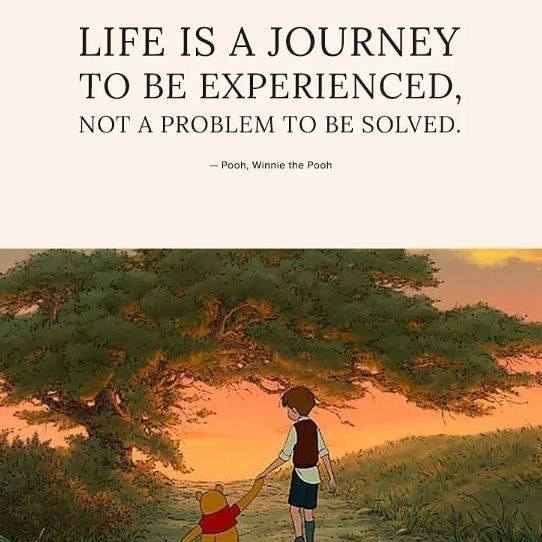 LIFE IS A JOURNEY
TO BE EXPERIENCED,
NOT A PROBLEM TO BE SOLVED.
— Pooh, Winnie the Pooh